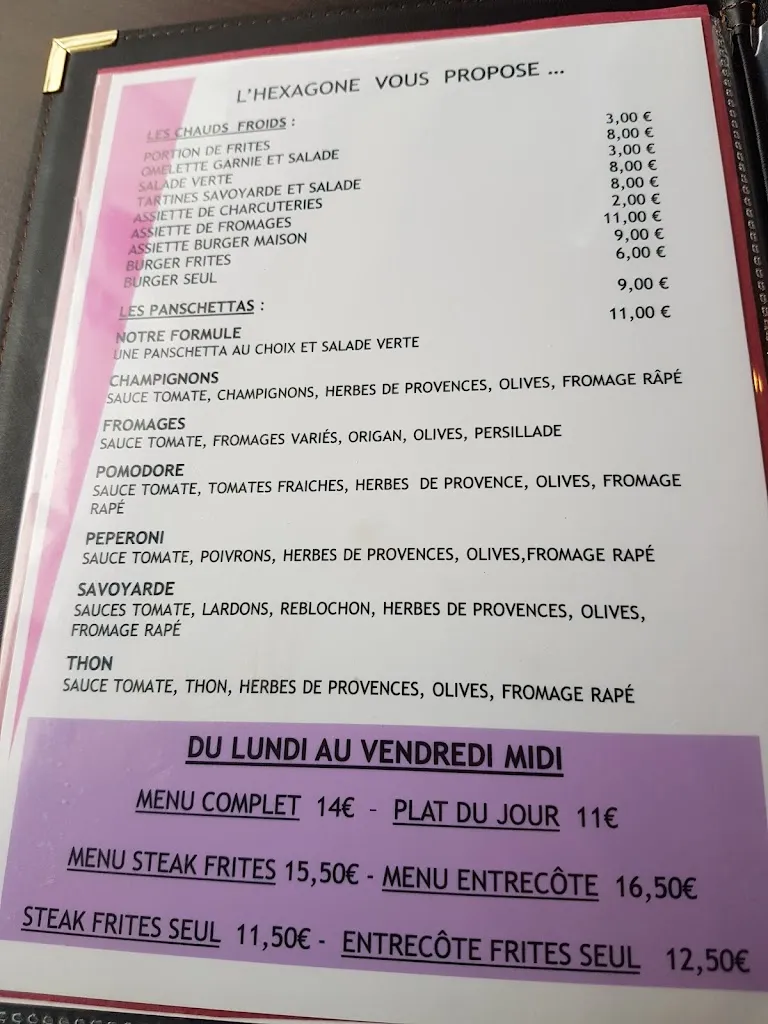 L'HEXAGONE VOUS PROPOSE ...
LES CHAUDS FROIDS :
PORTION DE FRITES 3,00 €
OMELETTE GARNIE ET SALADE 8,00 €
SALADE VERTE 3,00 €
TARTINES SAVOYARDE ET SALADE 8,00 €
ASSIETTE DE CHARCUTERIES 8,00 €
ASSIETTE DE FROMAGES 2,00 €
ASSIETTE BURGER MAISON 11,00 €
BURGER FRITES 9,00 €
BURGER SEUL 6,00 €
LES PANSCHETTAS : 9,00 €
NOTRE FORMULE 11,00 €
UNE PANSCHETTA AU CHOIX ET SALADE VERTE
CHAMPIGNONS
SAUCE TOMATE, CHAMPIGNONS, HERBES DE PROVENCES, OLIVES, FROMAGE RÂPÉ
FROMAGES
SAUCE TOMATE, FROMAGES VARIÉS, ORIGAN, OLIVES, PERSILLADE
POMODORE
SAUCE TOMATE, TOMATES FRAICHES, HERBES DE PROVENCE, OLIVES, FROMAGE
RAPÉ
PEPERONI
SAUCE TOMATE, POIVRONS, HERBES DE PROVENCES, OLIVES,FROMAGE RAPÉ
SAVOYARDE
SAUCES TOMATE, LARDONS, REBLOCHON, HERBES DE PROVENCES, OLIVES,
FROMAGE RAPÉ
THON
SAUCE TOMATE, THON, HERBES DE PROVENCES, OLIVES, FROMAGE RAPÉ
DU LUNDI AU VENDREDI MIDI
MENU COMPLET 14€ - PLAT DU JOUR 11€
MENU STEAK FRITES 15,50€ - MENU ENTRECÔTE 16,50€
STEAK FRITES SEUL 11,50€ - ENTRECÔTE FRITES SEUL 12,50€